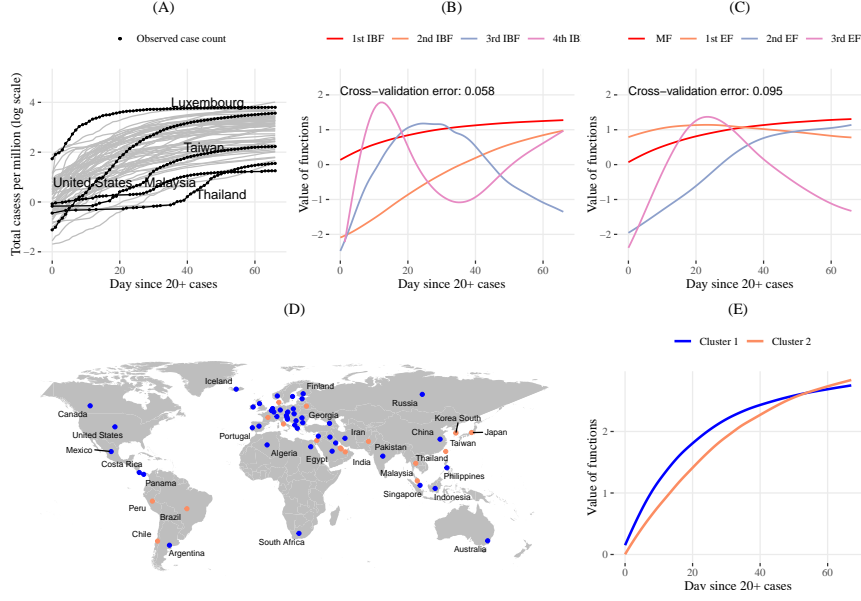 (A)
(B)
(C)
Observed case count
1st IBF 2nd IBF 3rd IBF 4th IB
MF 1st EF 2nd EF 3rd EF
Total casess per million (log scale)
4
2
0
−2
Luxembourg
Taiwan
United States
Malaysia
Thailand
0 20 40 60
Day since 20+ cases
Value of functions
2
1
0
−1
−2
Cross−validation error: 0.058
0 20 40 60
Day since 20+ cases
Value of functions
2
1
0
−1
−2
Cross−validation error: 0.095
0 20 40 60
Day since 20+ cases
(D)
(E)
Iceland
Finland
Russia
Canada
Georgia
Korea South
United States
Portugal
Iran
China
Japan
Mexico
Algeria
Egypt
Pakistan
Taiwan
Costa Rica
India
Thailand
Panama
Malaysia
Philippines
Peru
Singapore
Indonesia
Brazil
Chile
South Africa
Australia
Argentina
Cluster 1 Cluster 2
Value of functions
2
1
0
0 20 40 60
Day since 20+ cases